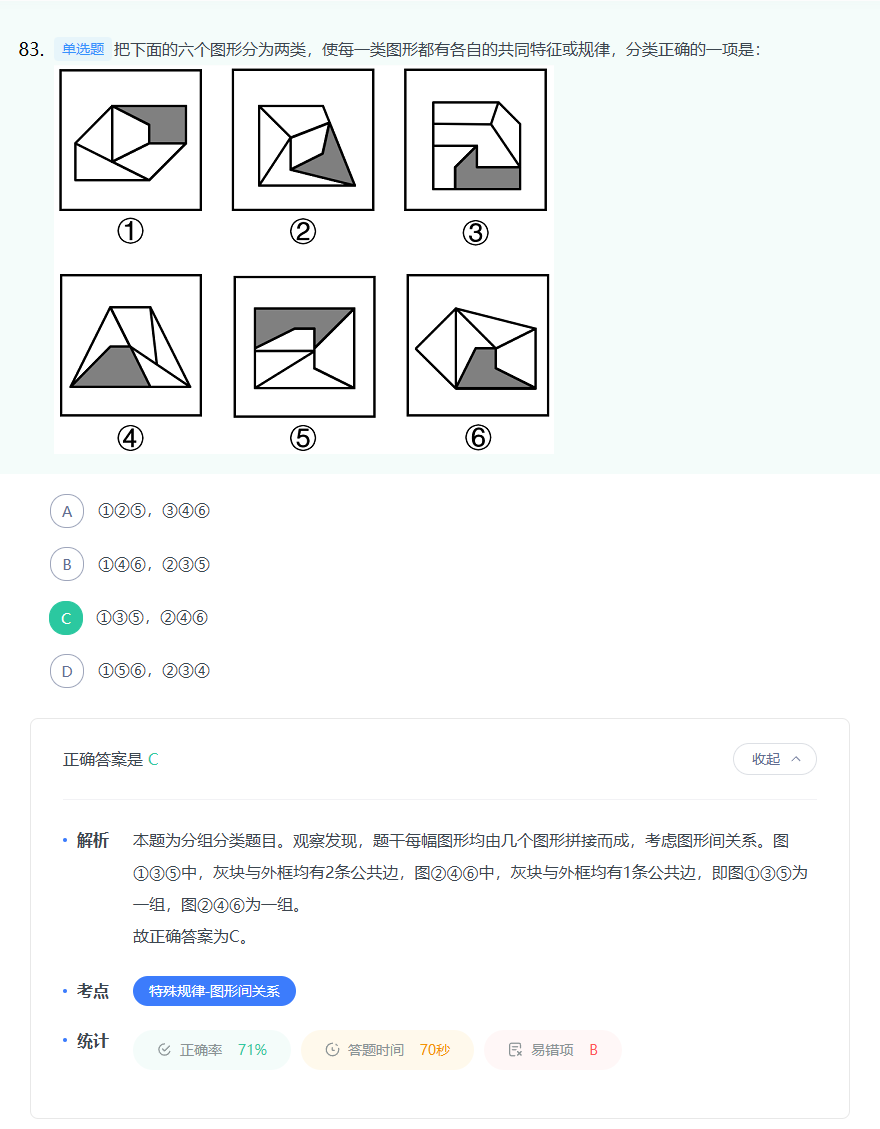 83. 单选题 把下面的六个图形分为两类，使每一类图形都有各自的共同特征或规律，分类正确的一项是：
① ② ③
④ ⑤ ⑥
A ①②⑤，③④⑥
B ①④⑥，②③⑤
C ①③⑤，②④⑥
D ①⑤⑥，②③④
正确答案是 C 收起
解析 本题为分组分类题目。观察发现，题干每幅图形均由几个图形拼接而成，考虑图形间关系。图
①③⑤中，灰块与外框均有2条公共边，图②④⑥中，灰块与外框均有1条公共边，即图①③⑤为
一组，图②④⑥为一组。
故正确答案为C。
考点 特殊规律-图形间关系
统计 正确率 71% 答题时间 70秒 易错项 B